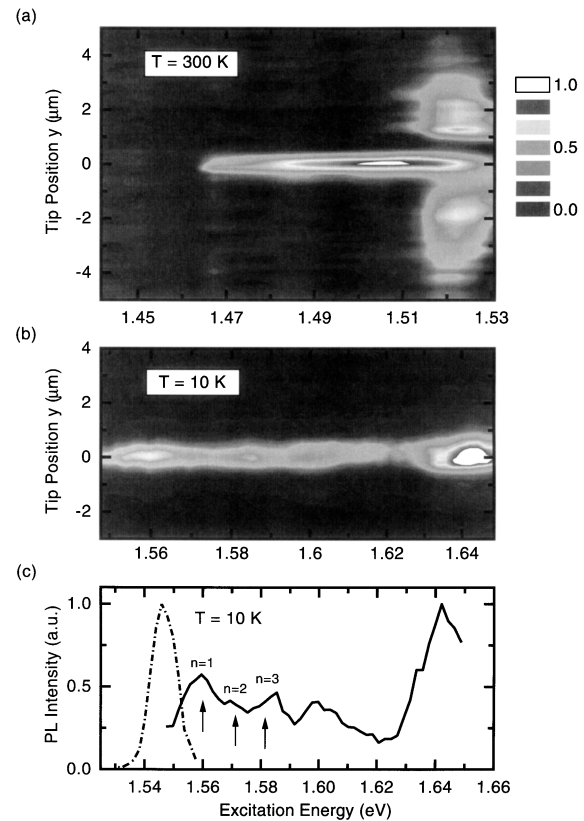 (a)
T = 300 K
Tip Position y (μm)
4
2
0
-2
-4
1.45 1.47 1.49 1.51 1.53
1.0
0.5
0.0
(b)
T = 10 K
Tip Position y (μm)
4
2
0
-2
1.56 1.58 1.6 1.62 1.64
(c)
T = 10 K
PL Intensity (a.u.)
1.0
0.5
0.0
n=1
n=2
n=3
1.54 1.56 1.58 1.60 1.62 1.64 1.66
Excitation Energy (eV)